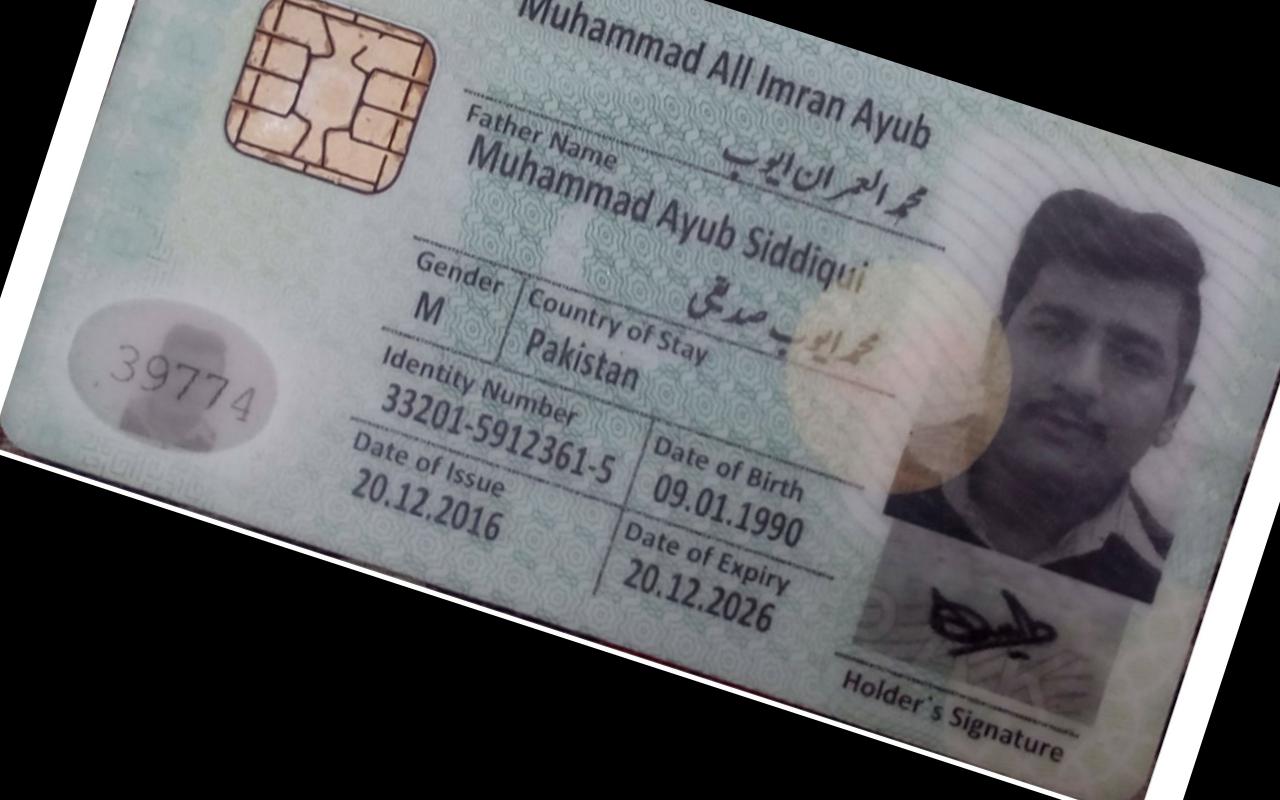 Muhammad All Imran Ayub
محمد العمران ایوب
Father Name
Muhammad Ayub Siddiqui
محمد ایوب صدیقی
Gender
Country of Stay
M
Pakistan
Identity Number
Date of Birth
33201-5912361-5
09.01.1990
Date of Issue
Date of Expiry
20.12.2016
20.12.2026
39774
Holder's Signature